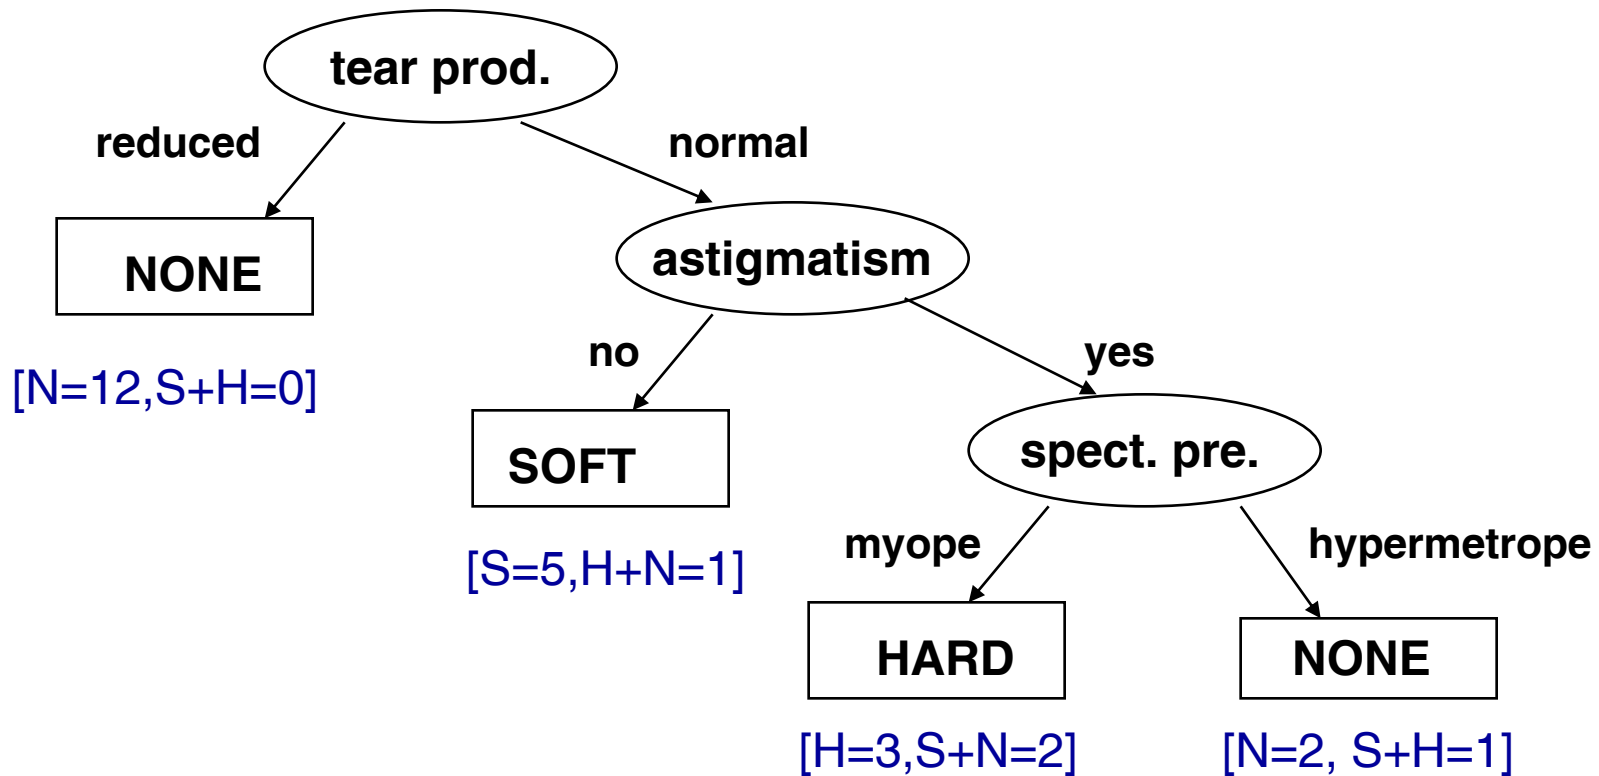 tear prod.
reduced
normal
NONE
astigmatism
[N=12,S+H=0]
no
yes
SOFT
spect. pre.
[S=5,H+N=1]
myope
hypermetrope
HARD
NONE
[H=3,S+N=2]
[N=2, S+H=1]